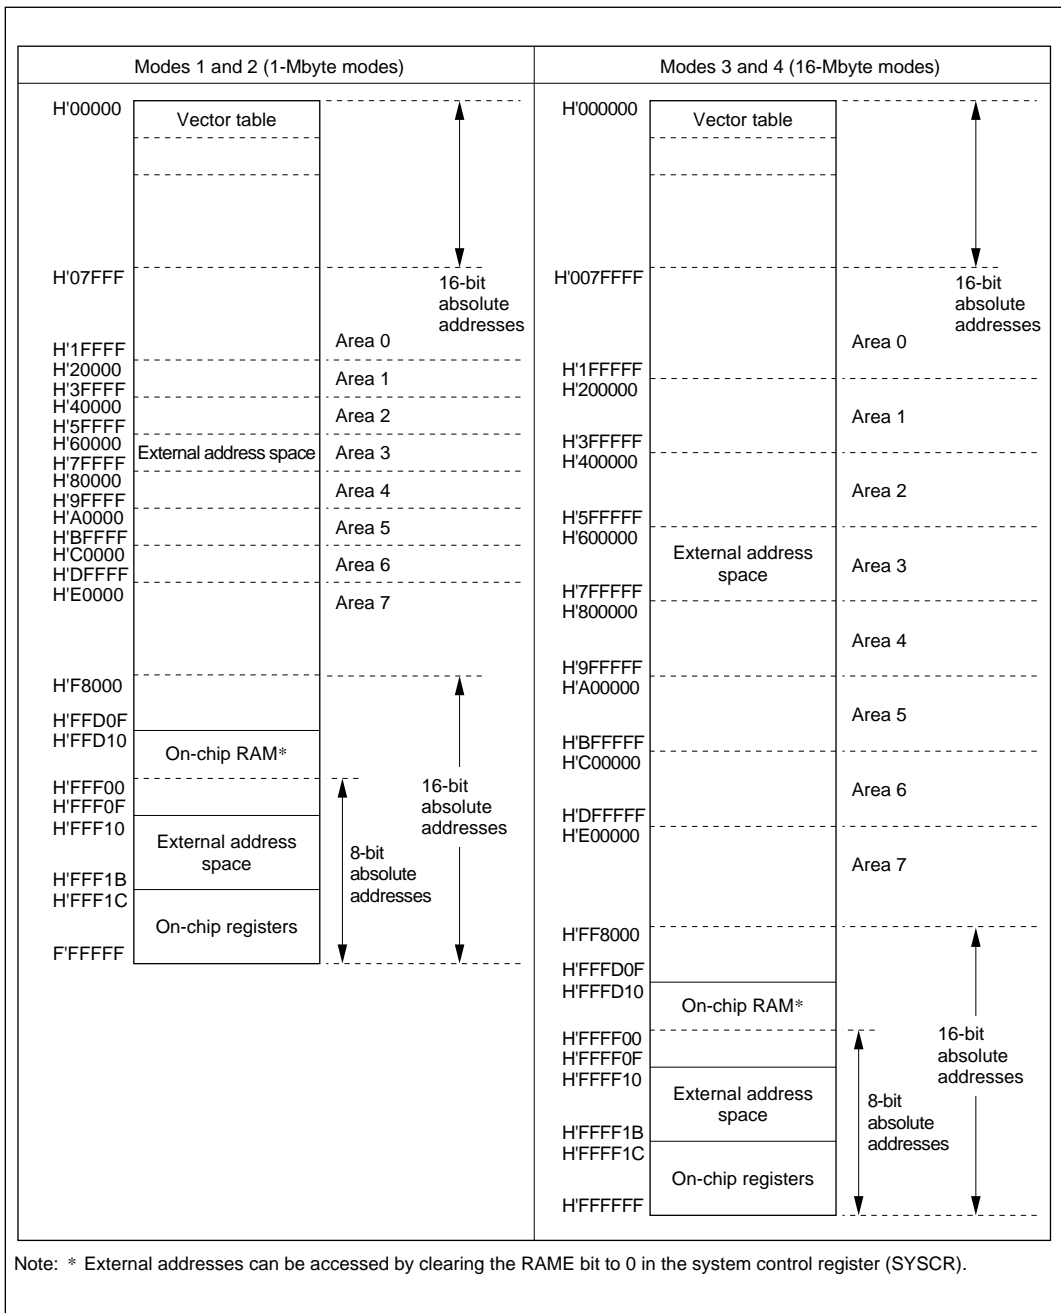 Modes 1 and 2 (1-Mbyte modes)
H'00000
Vector table
H'07FFF
16-bit
absolute
addresses
Area 0
H'1FFFF
H'20000
Area 1
H'3FFFF
H'40000
Area 2
H'5FFFF
H'60000
External address space
Area 3
H'7FFFF
H'80000
Area 4
H'9FFFF
H'A0000
Area 5
H'BFFFF
H'C0000
Area 6
H'DFFFF
H'E0000
Area 7
H'F8000
H'FFD0F
H'FFD10
On-chip RAM*
H'FFF00
H'FFF0F
16-bit
absolute
addresses
H'FFF10
External address
space
8-bit
absolute
addresses
H'FFF1B
H'FFF1C
On-chip registers
F'FFFFF
Modes 3 and 4 (16-Mbyte modes)
H'000000
Vector table
H'007FFFF
16-bit
absolute
addresses
Area 0
H'1FFFFF
H'200000
Area 1
H'3FFFFF
H'400000
Area 2
H'5FFFFF
H'600000
External address
space
Area 3
H'7FFFFF
H'800000
Area 4
H'9FFFFF
H'A00000
Area 5
H'BFFFFF
H'C00000
Area 6
H'DFFFFF
H'E00000
Area 7
H'FF8000
H'FFFD0F
H'FFFD10
On-chip RAM*
H'FFFF00
H'FFFF0F
16-bit
absolute
addresses
H'FFFF10
External address
space
8-bit
absolute
addresses
H'FFFF1B
H'FFFF1C
On-chip registers
H'FFFFFF
Note: * External addresses can be accessed by clearing the RAME bit to 0 in the system control register (SYSCR).